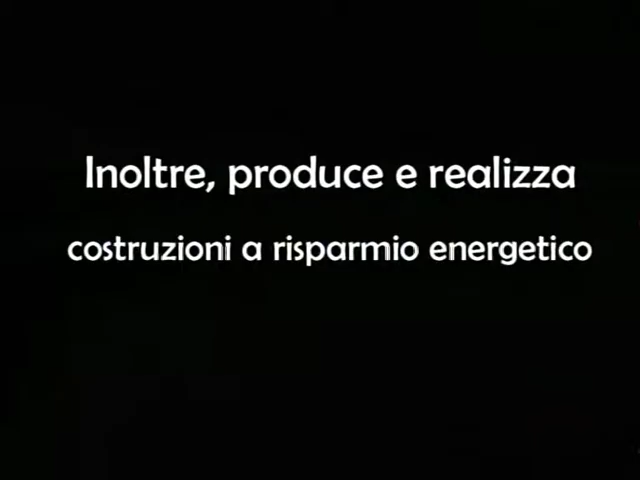 Inoltre, produce e realizza
costruzioni a risparmio energetico